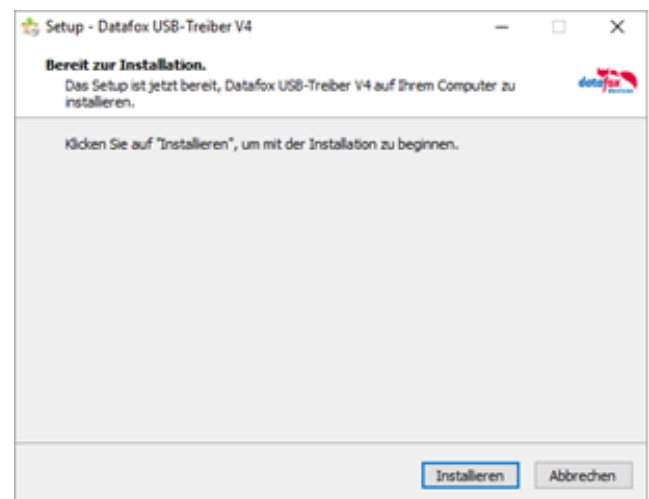 Setup - Datafox USB-Treiber V4
Bereit zur Installation.
Das Setup ist jetzt bereit, Datafox USB-Treiber V4 auf Ihrem Computer zu
installieren.
datafox
Klicken Sie auf "Installieren", um mit der Installation zu beginnen.
Installieren
Abbrechen